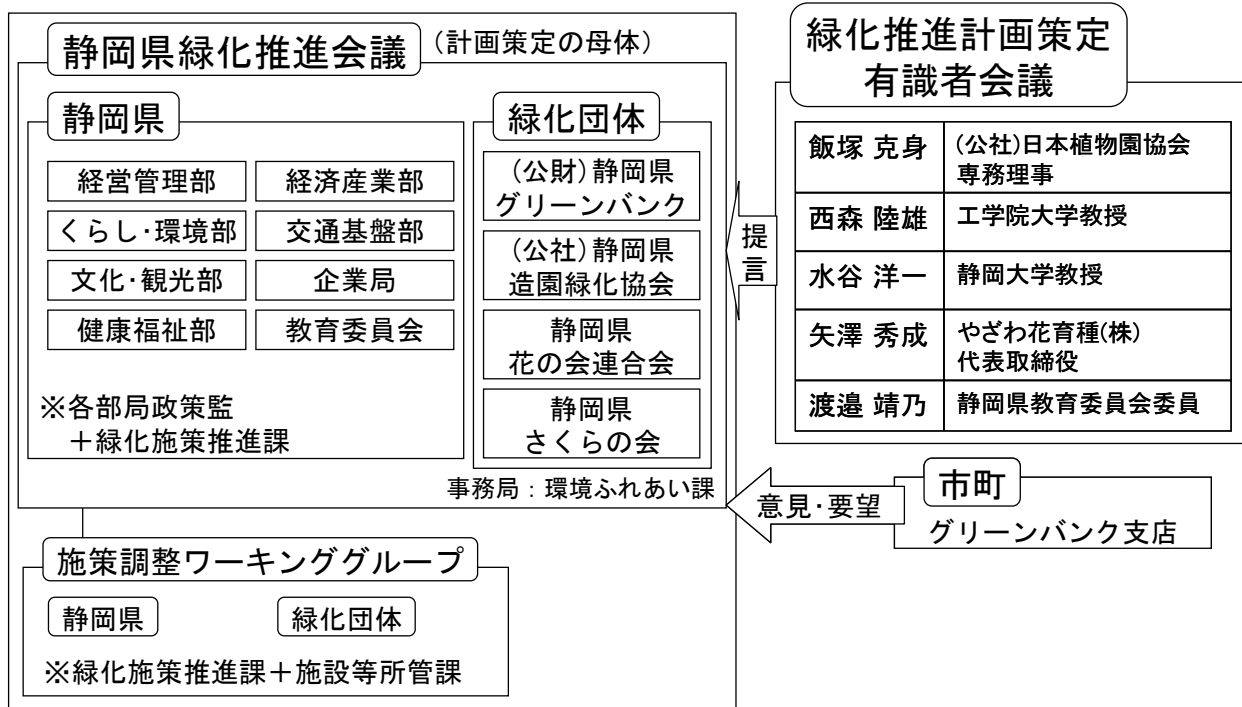 静岡県緑化推進会議
(計画策定の母体)
静岡県
経営管理部
経済産業部
くらし・環境部
交通基盤部
文化・観光部
企業局
健康福祉部
教育委員会
※各部局政策監
＋緑化施策推進課
緑化団体
(公財)静岡県
グリーンバンク
(公社)静岡県
造園緑化協会
静岡県
花の会連合会
静岡県
さくらの会
事務局：環境ふれあい課
施策調整ワーキンググループ
静岡県
緑化団体
※緑化施策推進課＋施設等所管課
緑化推進計画策定
有識者会議
飯塚 克身
(公社)日本植物園協会
専務理事
西森 陸雄
工学院大学教授
水谷 洋一
静岡大学教授
矢澤 秀成
やざわ花育種(株)
代表取締役
渡邉 靖乃
静岡県教育委員会委員
提言
意見・要望
市町
グリーンバンク支店